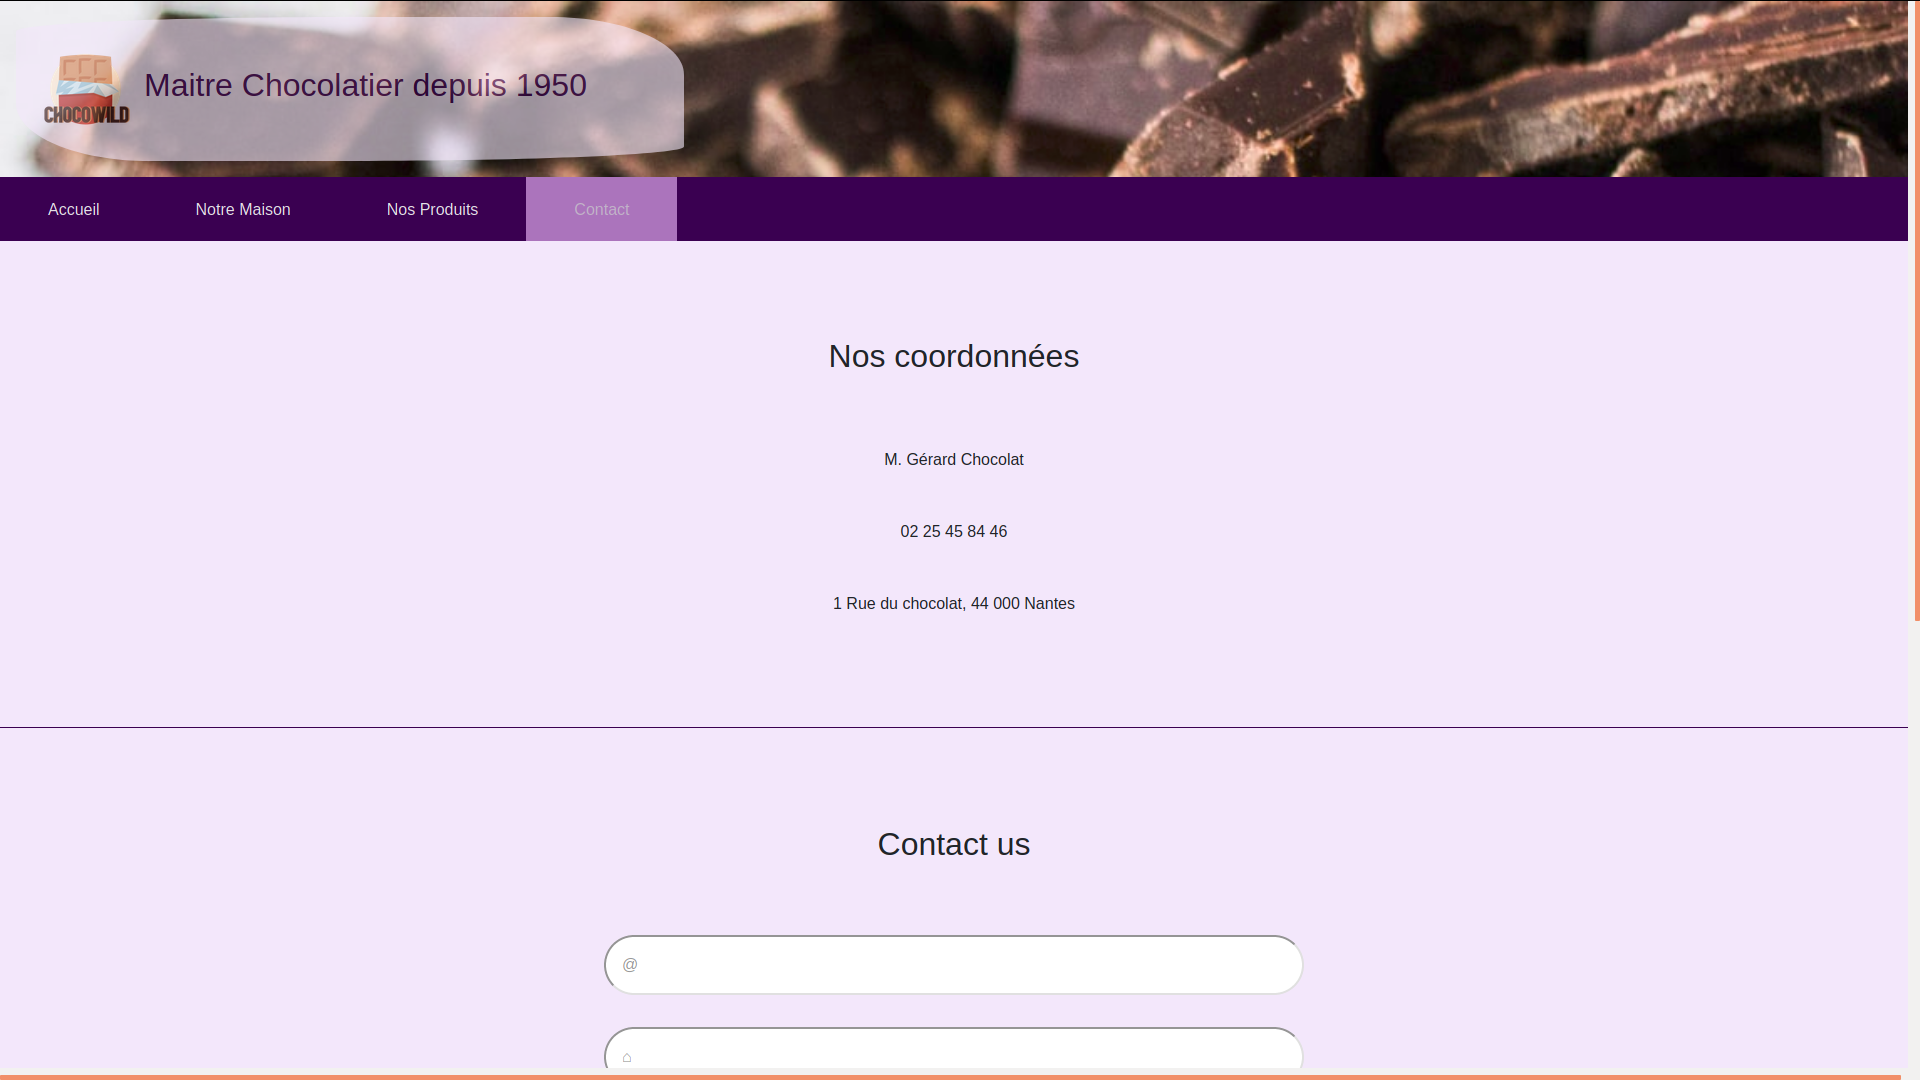 CHOCOWILD
Maitre Chocolatier depuis 1950
Accueil
Notre Maison
Nos Produits
Contact
Nos coordonnées
M. Gérard Chocolat
02 25 45 84 46
1 Rue du chocolat, 44 000 Nantes
Contact us
@
⌂